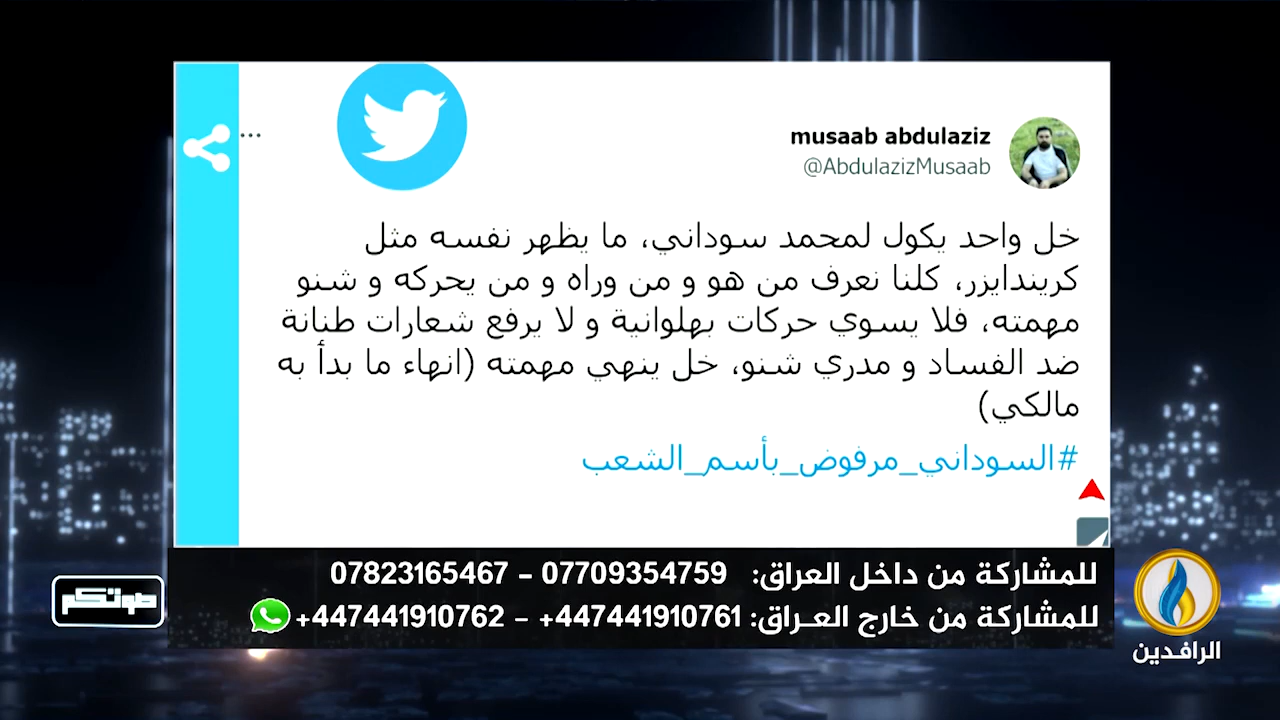 musaab abdulaziz
@AbdulazizMusaab
خل واحد يكول لمحمد سوداني، ما يظهر نفسه مثل
كريندايزر، كلنا نعرف من هو و من وراه و من يحركه و شنو
مهمته، فلا يسوي حركات بهلوانية و لا يرفع شعارات طنانة
ضد الفساد و مدري شنو، خل ينهي مهمته (انهاء ما بدأ به
مالكي)
#السوداني_مرفوض_بأسم_الشعب
للمشاركة من داخل العراق: 07709354759 - 07823165467
للمشاركة من خارج العـراق: 447441910761+ - 447441910762+
صوتكم
الرافدين